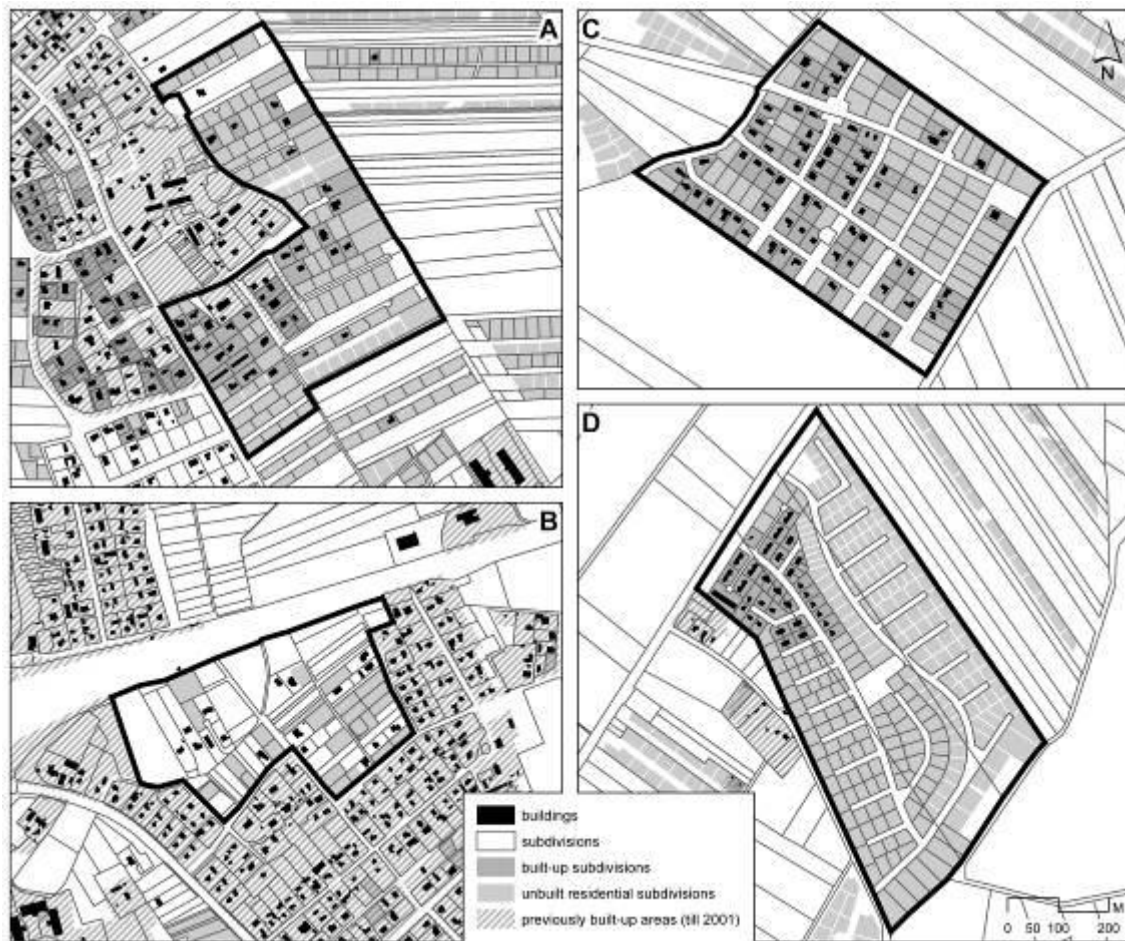 A
C
N
B
D
buildings
subdivisions
built-up subdivisions
unbuilt residential subdivisions
previously built-up areas (till 2001)
M
0 50 100 200